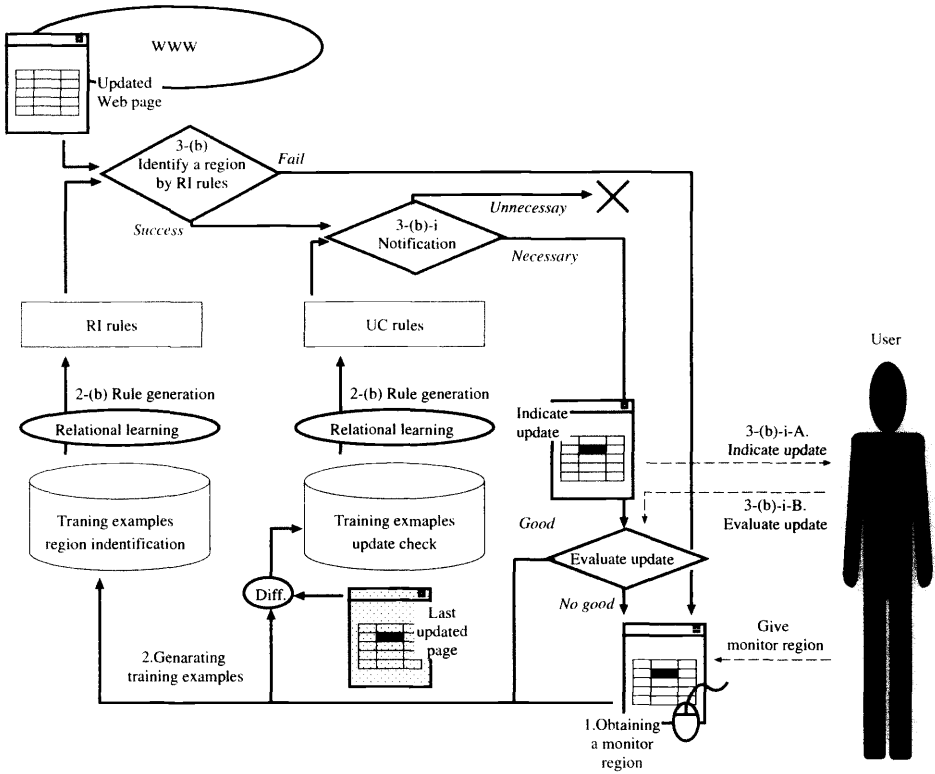 WWW
Updated
Web page
3-(b)
Identify a region
by RI rules
Fail
Success
Unnecessay
3-(b)-i
Notification
Necessary
RI rules
UC rules
User
2-(b) Rule generation
2-(b) Rule generation
Relational learning
Relational learning
Indicate
update
3-(b)-i-A.
Indicate update
3-(b)-i-B.
Evaluate update
Training examples
region indentification
Training exmaples
update check
Good
Evaluate update
No good
Diff.
Last
updated
page
Give
monitor region
2.Genarating
training examples
1.Obtaining
a monitor
region